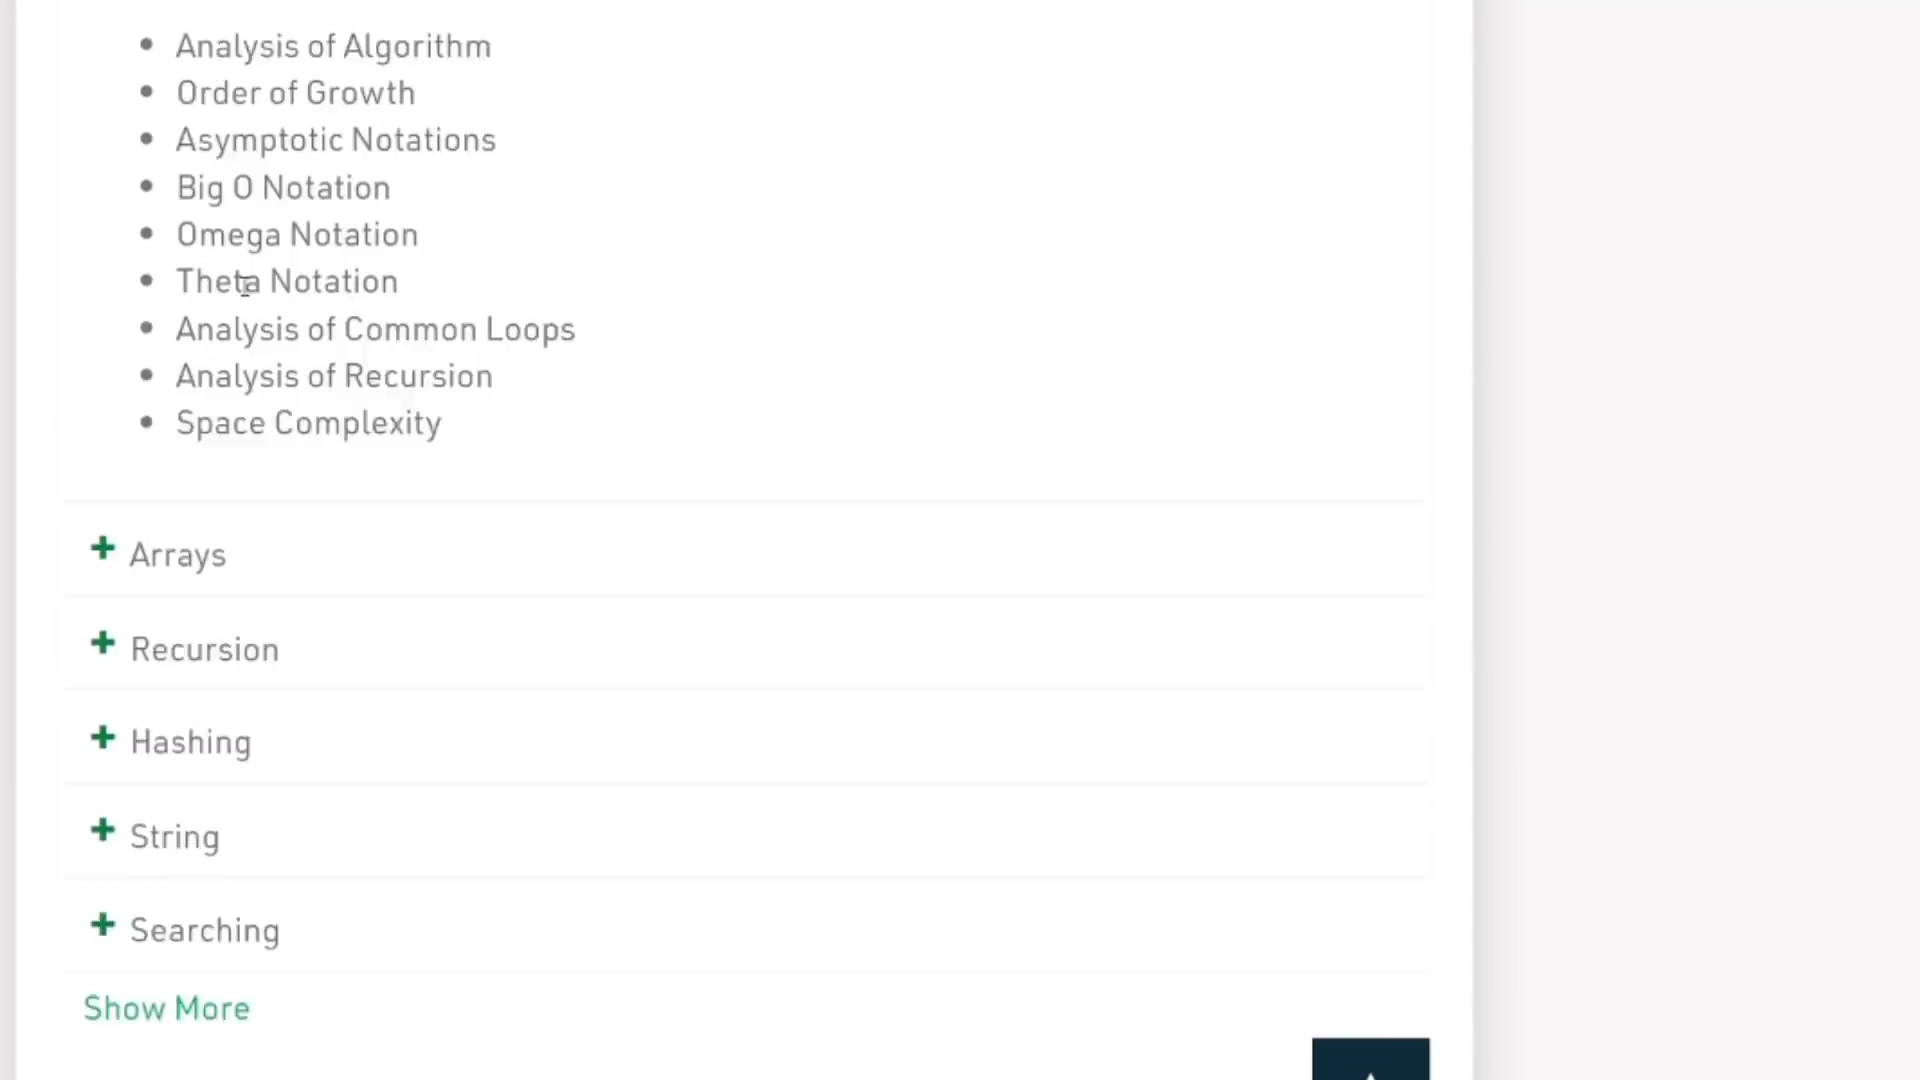 Analysis of Algorithm
Order of Growth
Asymptotic Notations
Big O Notation
Omega Notation
Theta Notation
Analysis of Common Loops
Analysis of Recursion
Space Complexity
Arrays
Recursion
Hashing
String
Searching
Show More